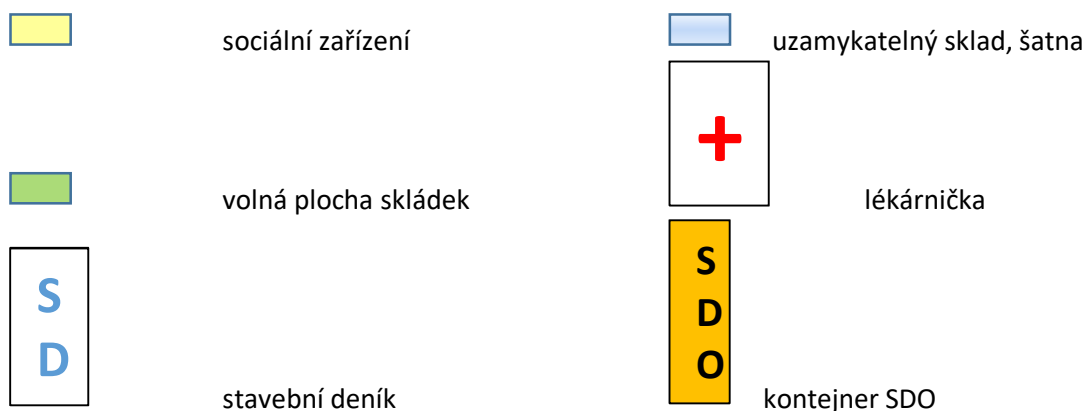 sociální zařízení
uzamykatelný sklad, šatna
+
volná plocha skládek
lékárnička
S
D
stavební deník
S
D
O
kontejner SDO